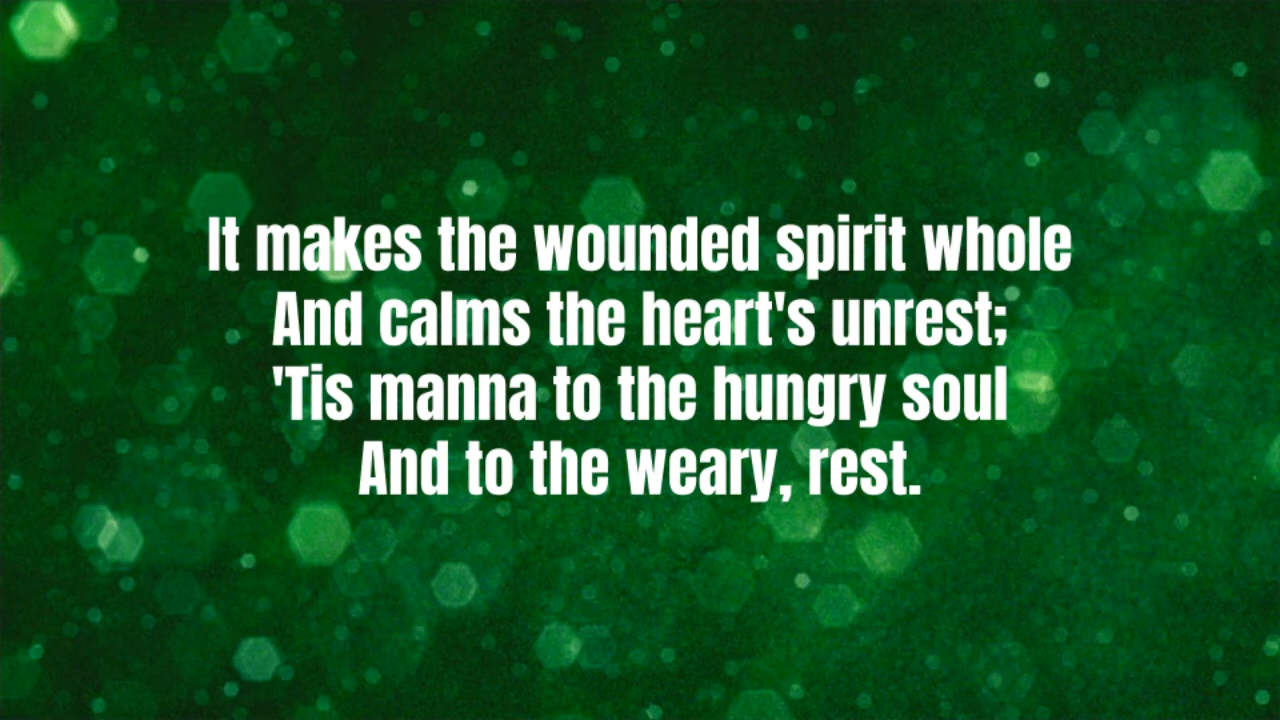 It makes the wounded spirit whole
And calms the heart's unrest;
'Tis manna to the hungry soul
And to the weary, rest.